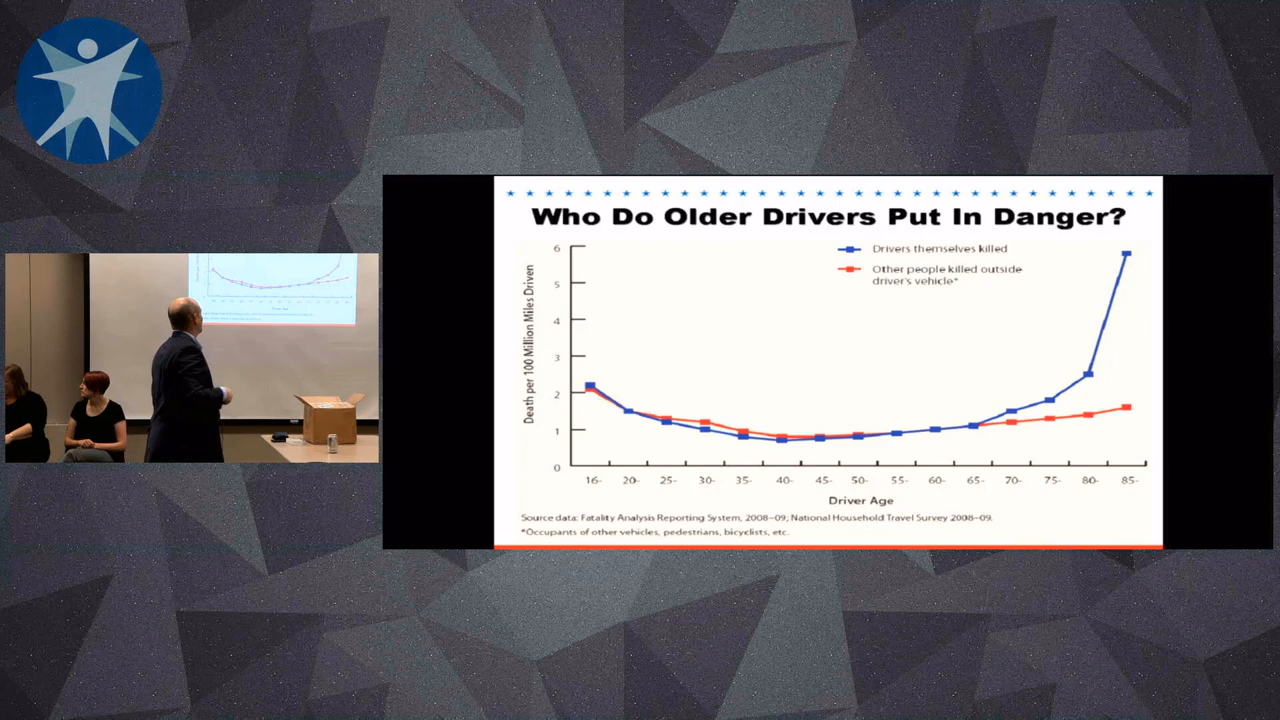 Who Do Older Drivers Put In Danger?
Drivers themselves killed
Other people killed outside
driver's vehicle*
Death per 100 Million Miles Driven
6
5
4
3
2
1
0
16- 20- 25- 30- 35- 40- 45- 50- 55- 60- 65- 70- 75- 80- 85-
Driver Age
Source data: Fatality Analysis Reporting System, 2008–09; National Household Travel Survey 2008–09.
*Occupants of other vehicles, pedestrians, bicyclists, etc.